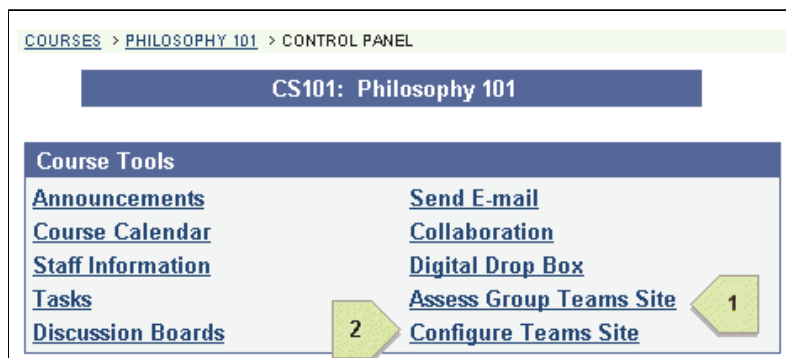 COURSES > PHILOSOPHY 101 > CONTROL PANEL
CS101: Philosophy 101
Course Tools
Announcements Send E-mail
Course Calendar Collaboration
Staff Information Digital Drop Box
Tasks Assess Group Teams Site 1
Discussion Boards 2 Configure Teams Site